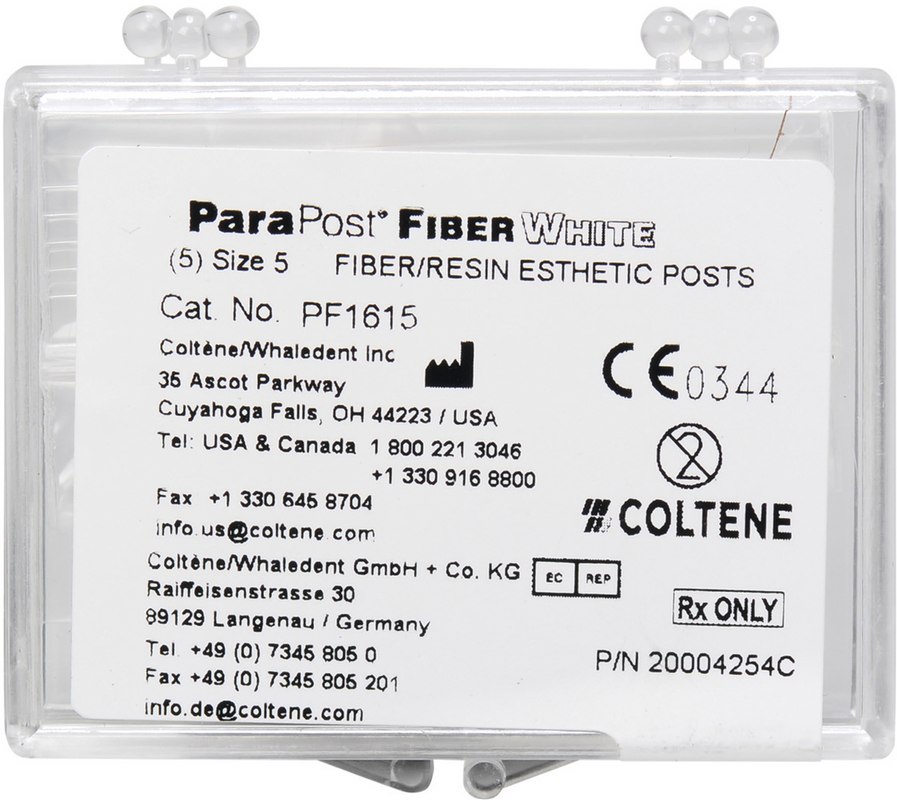 ParaPost® FIBER WHITE
(5) Size 5 FIBER/RESIN ESTHETIC POSTS
Cat. No. PF1615
Coltène/Whaledent Inc
35 Ascot Parkway
Cuyahoga Falls, OH 44223 / USA
Tel: USA & Canada 1 800 221 3046
+1 330 916 8800
Fax +1 330 645 8704
info.us@coltene.com
CE 0344
2
COLTENE
Coltène/Whaledent GmbH + Co. KG
EC REP
Raiffeisenstrasse 30
89129 Langenau / Germany
Tel. +49 (0) 7345 805 0
Fax +49 (0) 7345 805 201
info.de@coltene.com
Rx ONLY
P/N 20004254C